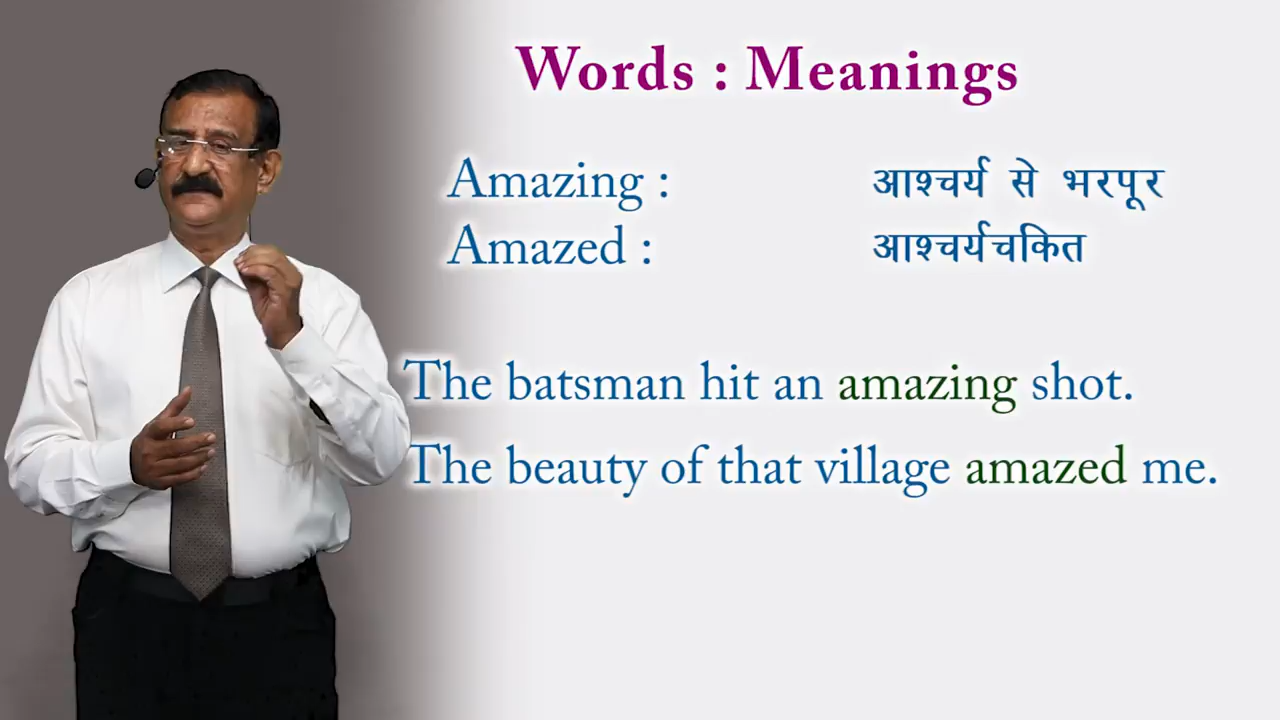 Words : Meanings
Amazing : आश्चर्य से भरपूर
Amazed : आश्चर्यचकित
The batsman hit an amazing shot.
The beauty of that village amazed me.